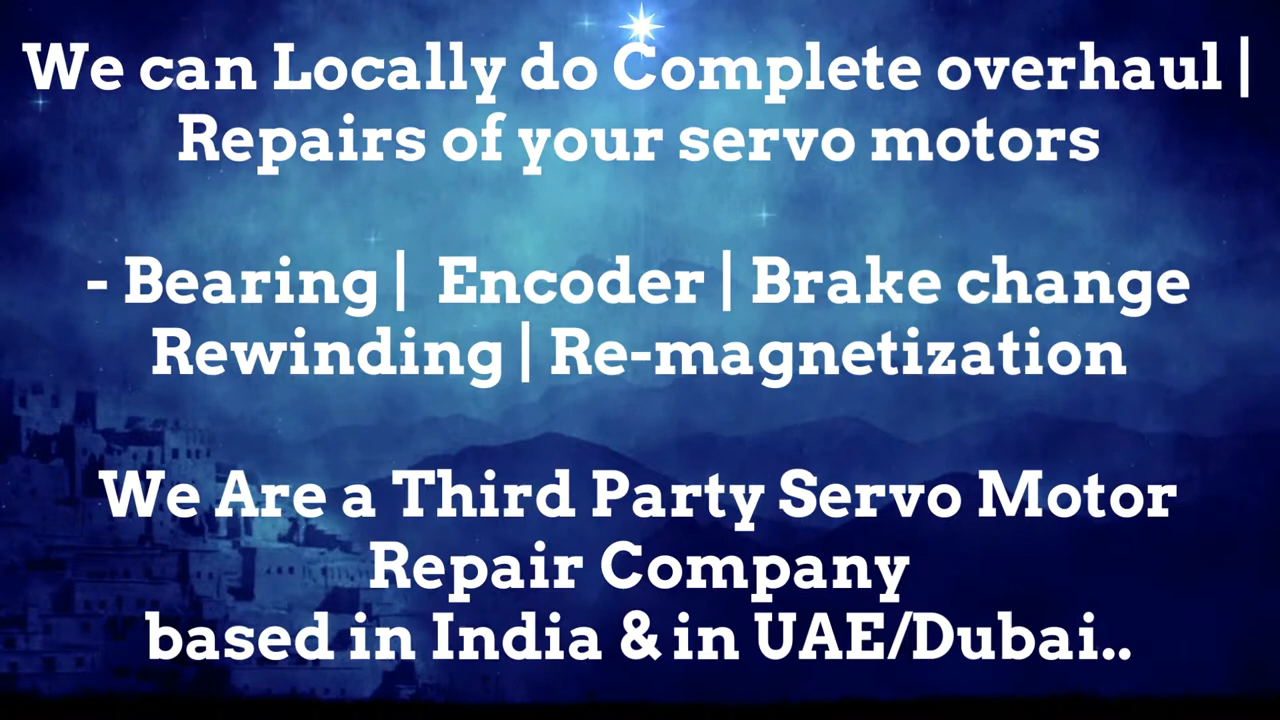 We can Locally do Complete overhaul |
Repairs of your servo motors
- Bearing | Encoder | Brake change
Rewinding | Re-magnetization
We Are a Third Party Servo Motor
Repair Company
based in India & in UAE/Dubai..